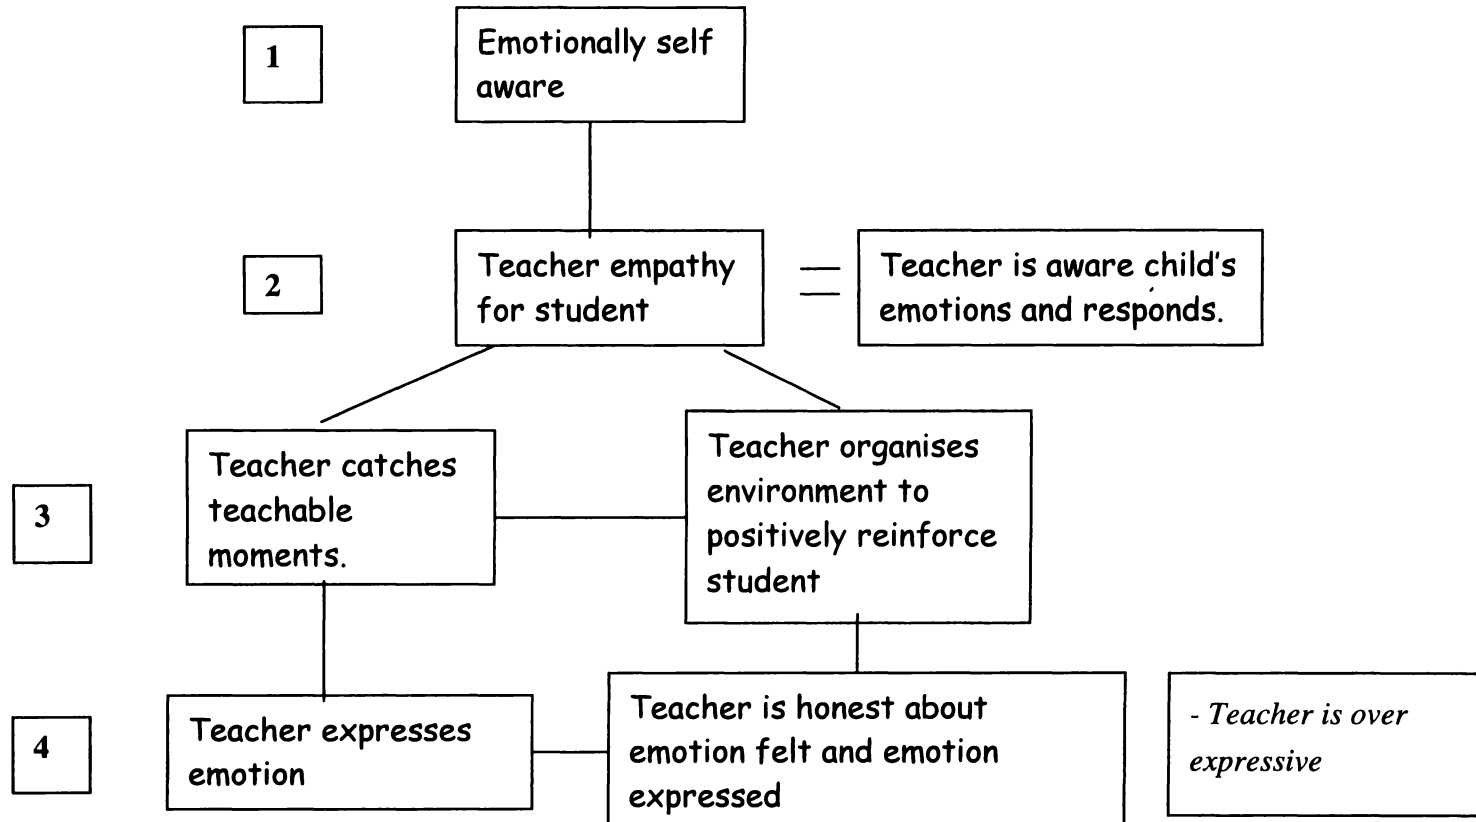 1
Emotionally self
aware
2
Teacher empathy
for student
=
Teacher is aware child's
emotions and responds.
3
Teacher catches
teachable
moments.
Teacher organises
environment to
positively reinforce
student
4
Teacher expresses
emotion
Teacher is honest about
emotion felt and emotion
expressed
- Teacher is over
expressive